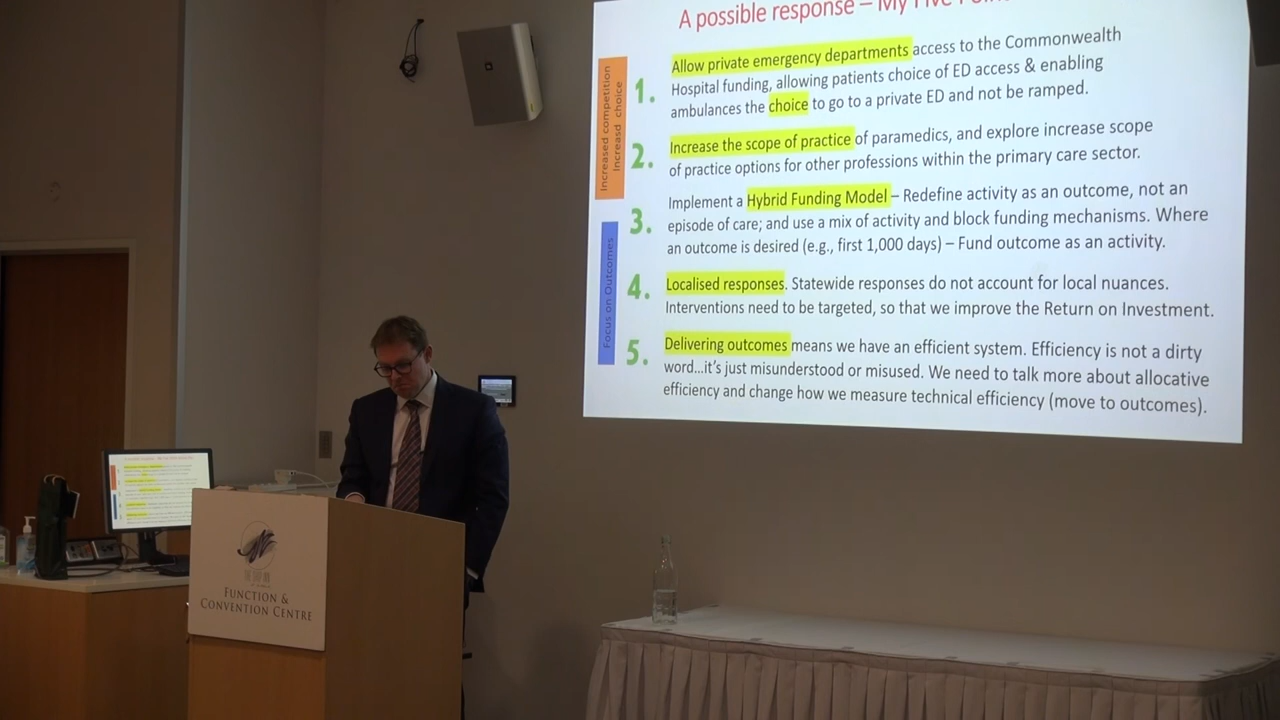 A possible response – My Five
Increased competition
Increasd choice
1.
Allow private emergency departments access to the Commonwealth
Hospital funding, allowing patients choice of ED access & enabling
ambulances the choice to go to a private ED and not be ramped.
2.
Increase the scope of practice of paramedics, and explore increase scope
of practice options for other professions within the primary care sector.
3.
Implement a Hybrid Funding Model – Redefine activity as an outcome, not an
episode of care; and use a mix of activity and block funding mechanisms. Where
an outcome is desired (e.g., first 1,000 days) – Fund outcome as an activity.
Focus on Outcomes
4.
Localised responses. Statewide responses do not account for local nuances.
Interventions need to be targeted, so that we improve the Return on Investment.
5.
Delivering outcomes means we have an efficient system. Efficiency is not a dirty
word...it's just misunderstood or misused. We need to talk more about allocative
efficiency and change how we measure technical efficiency (move to outcomes).
FUNCTION &
CONVENTION CENTRE